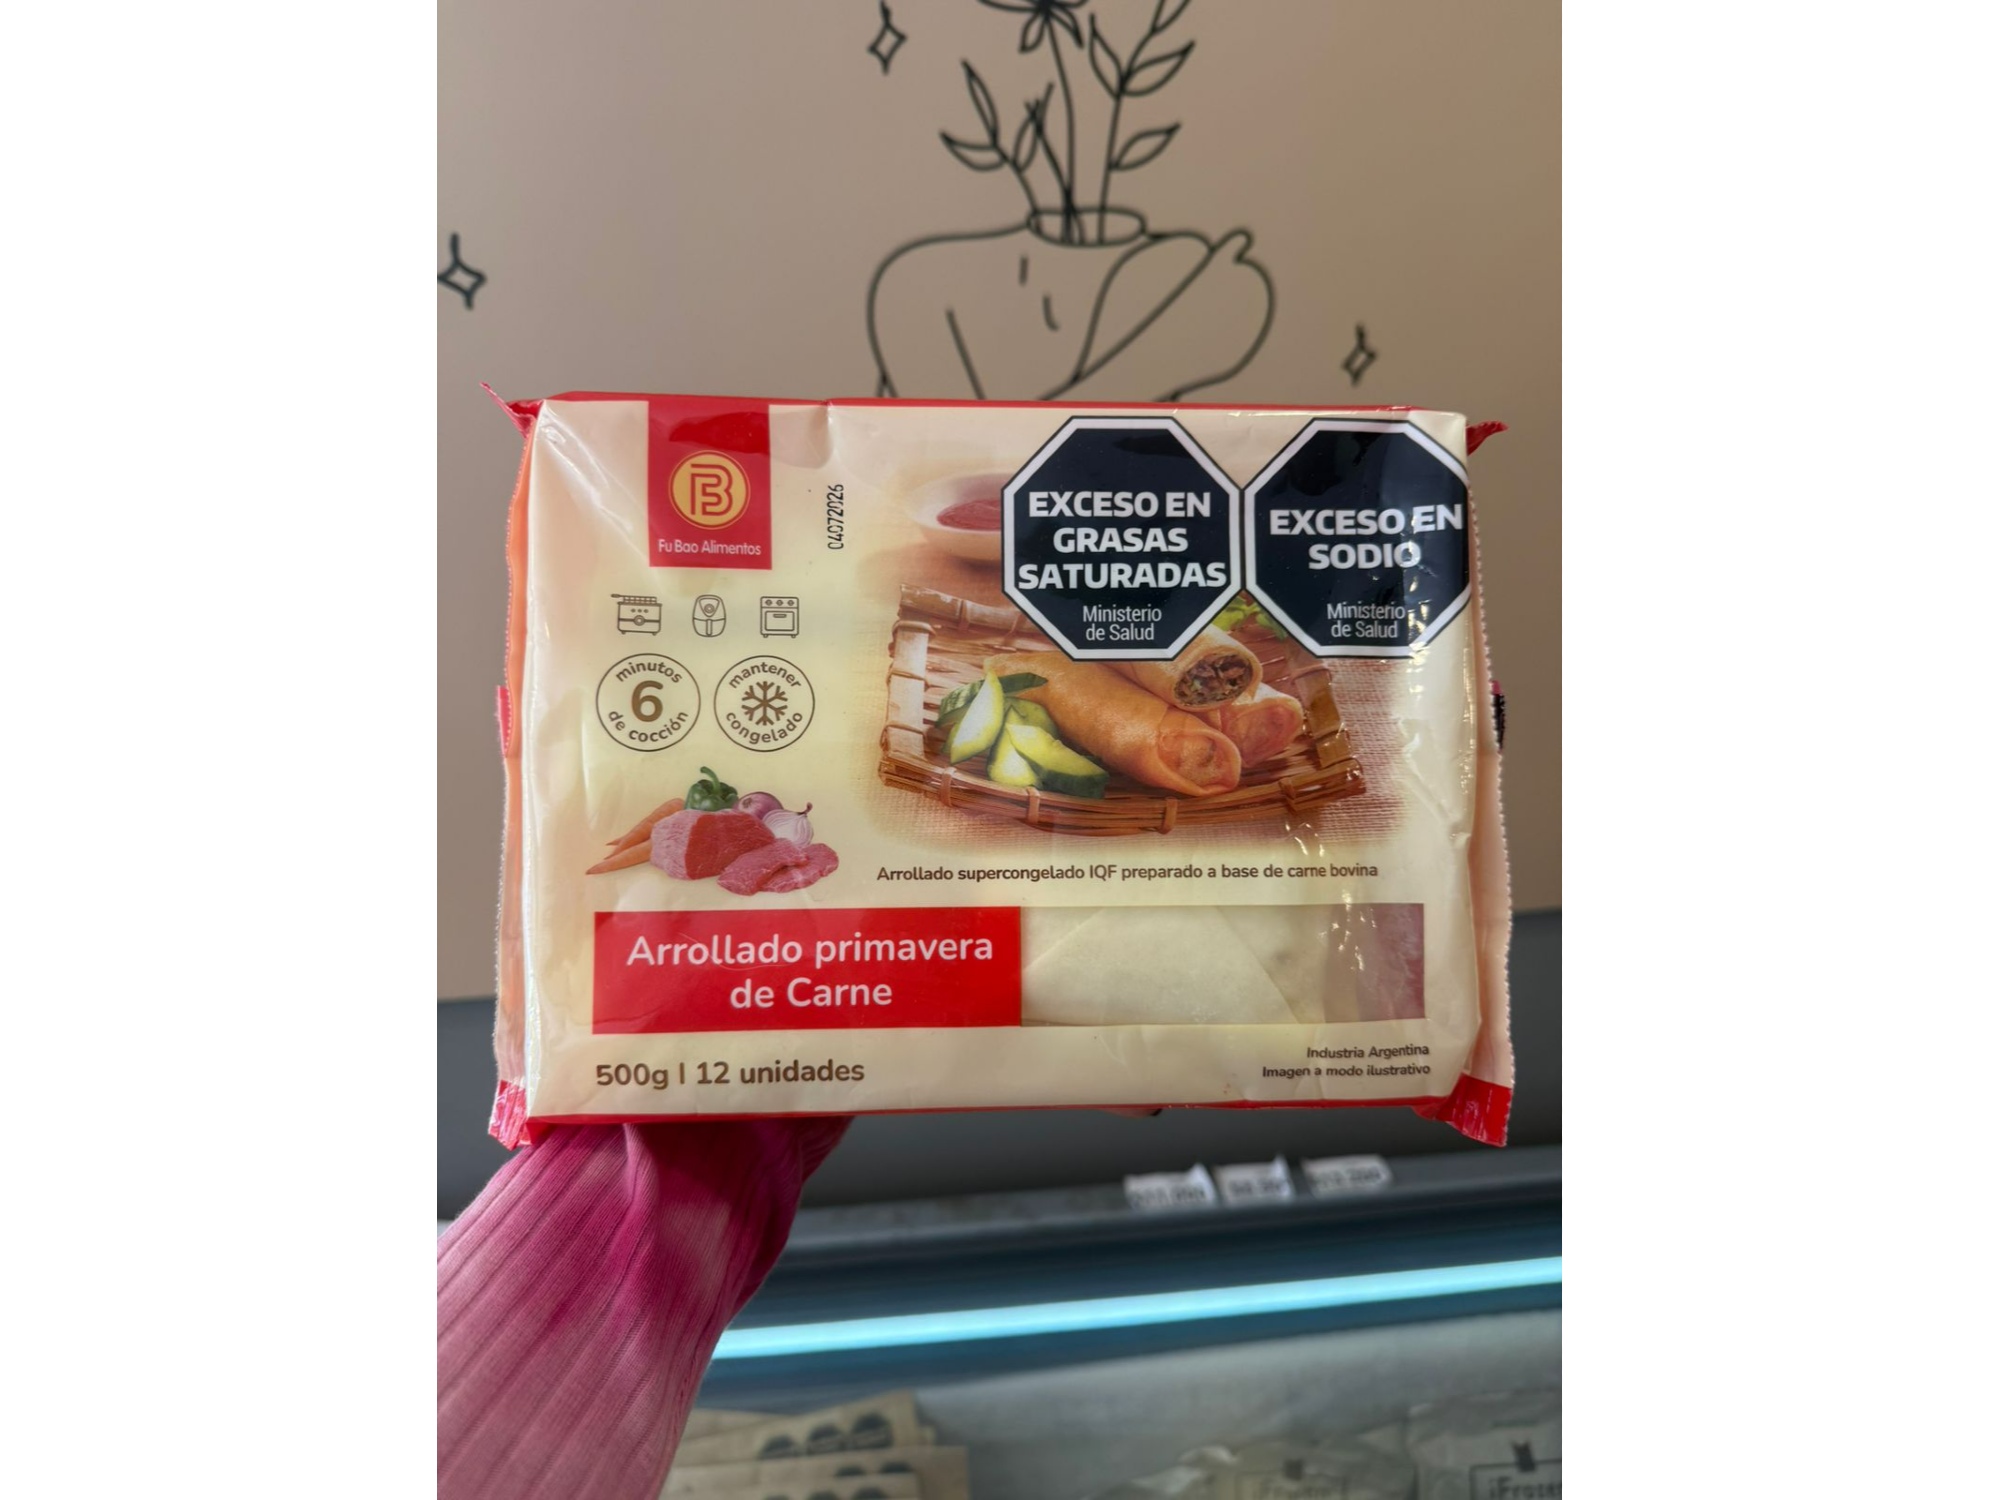 Fu Bao Alimentos
04072026
EXCESO EN
GRASAS
SATURADAS
Ministerio
de Salud
EXCESO EN
SODIO
Ministerio
de Salud
minutos
6
de cocción
mantener
congelado
Arrollado supercongelado IQF preparado a base de carne bovina
Arrollado primavera
de Carne
500g | 12 unidades
Industria Argentina
Imagen a modo ilustrativo